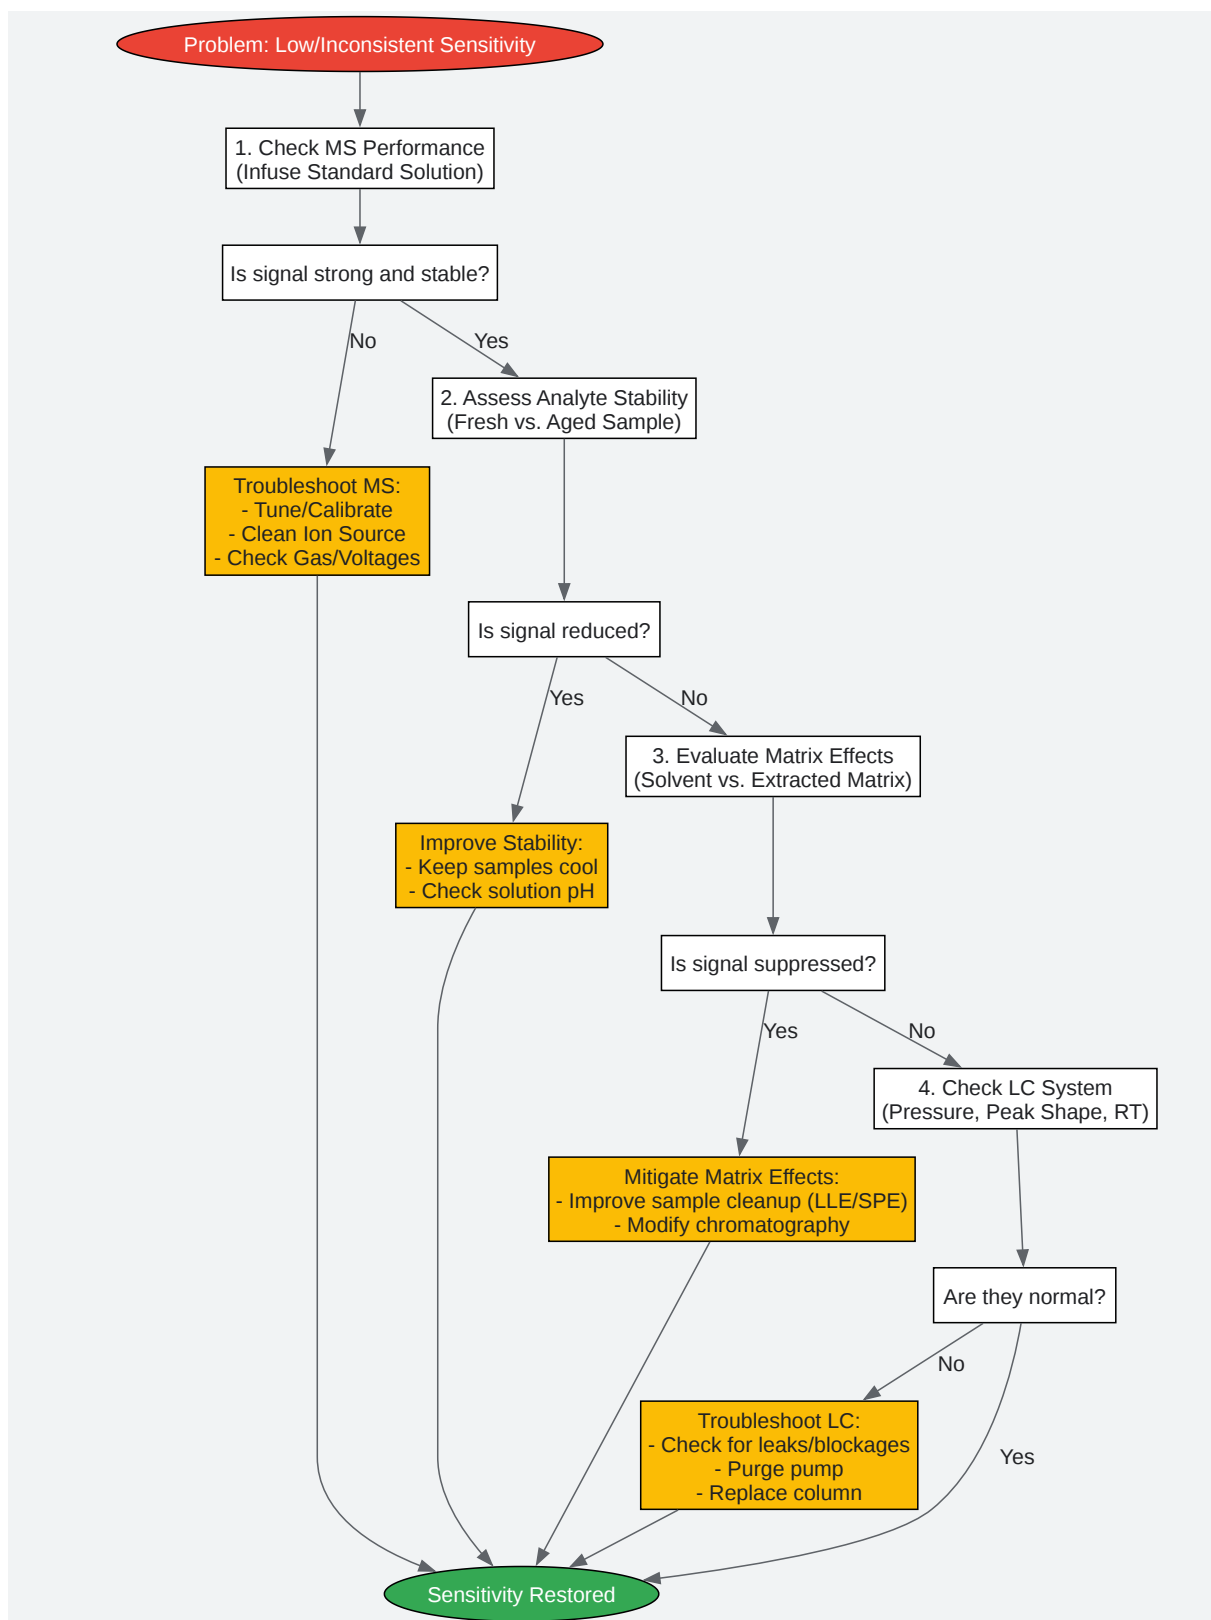 Problem: Low/Inconsistent Sensitivity
1. Check MS Performance
(Infuse Standard Solution)
Is signal strong and stable?
No
Yes
2. Assess Analyte Stability
(Fresh vs. Aged Sample)
Troubleshoot MS:
- Tune/Calibrate
- Clean Ion Source
- Check Gas/Voltages
Is signal reduced?
Yes
No
3. Evaluate Matrix Effects
(Solvent vs. Extracted Matrix)
Improve Stability:
- Keep samples cool
- Check solution pH
Is signal suppressed?
Yes
No
4. Check LC System
(Pressure, Peak Shape, RT)
Mitigate Matrix Effects:
- Improve sample cleanup (LLE/SPE)
- Modify chromatography
Are they normal?
No
Troubleshoot LC:
- Check for leaks/blockages
- Purge pump
- Replace column
Yes
Sensitivity Restored